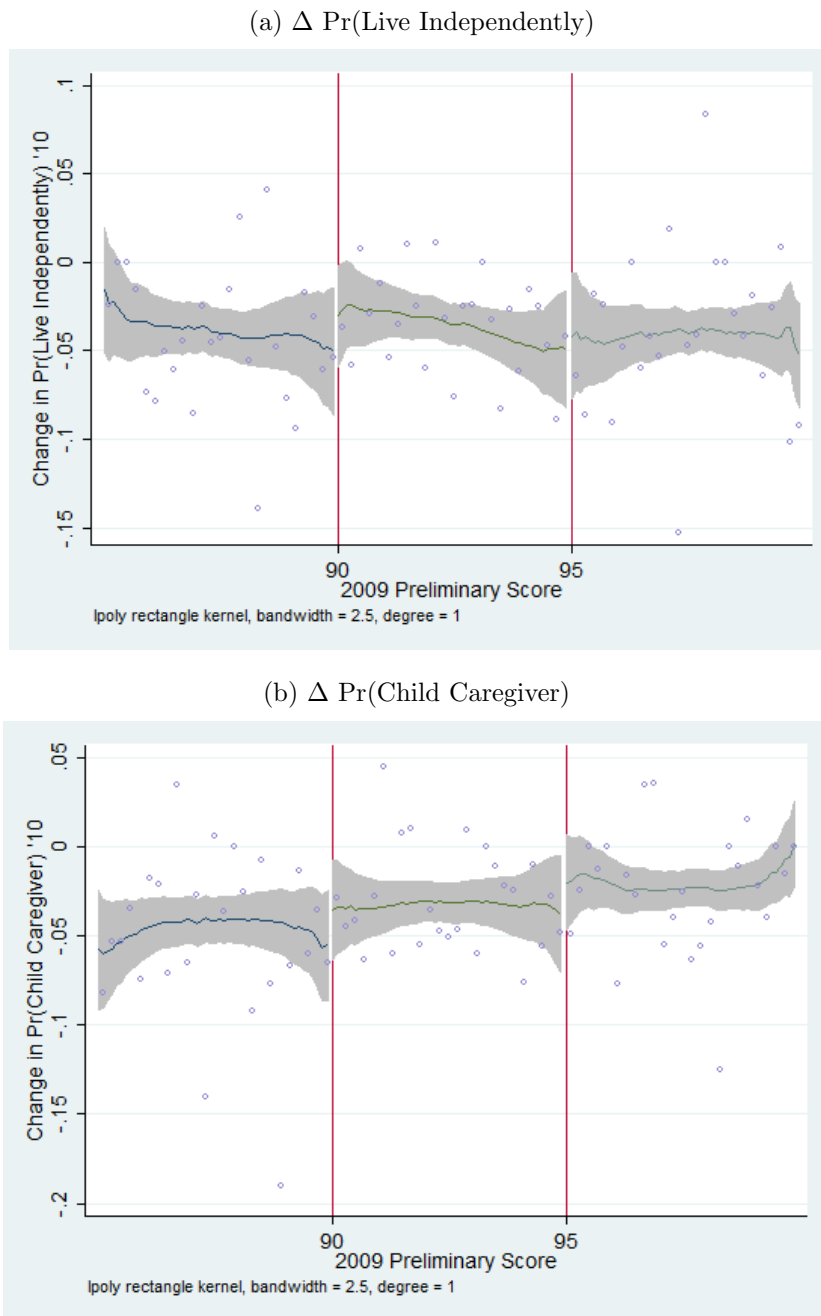 (a) Δ Pr(Live Independently)
Change in Pr(Live Independently) '10
.1
.05
0
-.05
-.1
-.15
90
95
2009 Preliminary Score
lpoly rectangle kernel, bandwidth = 2.5, degree = 1
(b) Δ Pr(Child Caregiver)
Change in Pr(Child Caregiver) '10
.05
0
-.05
-.1
-.15
-.2
90
95
2009 Preliminary Score
lpoly rectangle kernel, bandwidth = 2.5, degree = 1